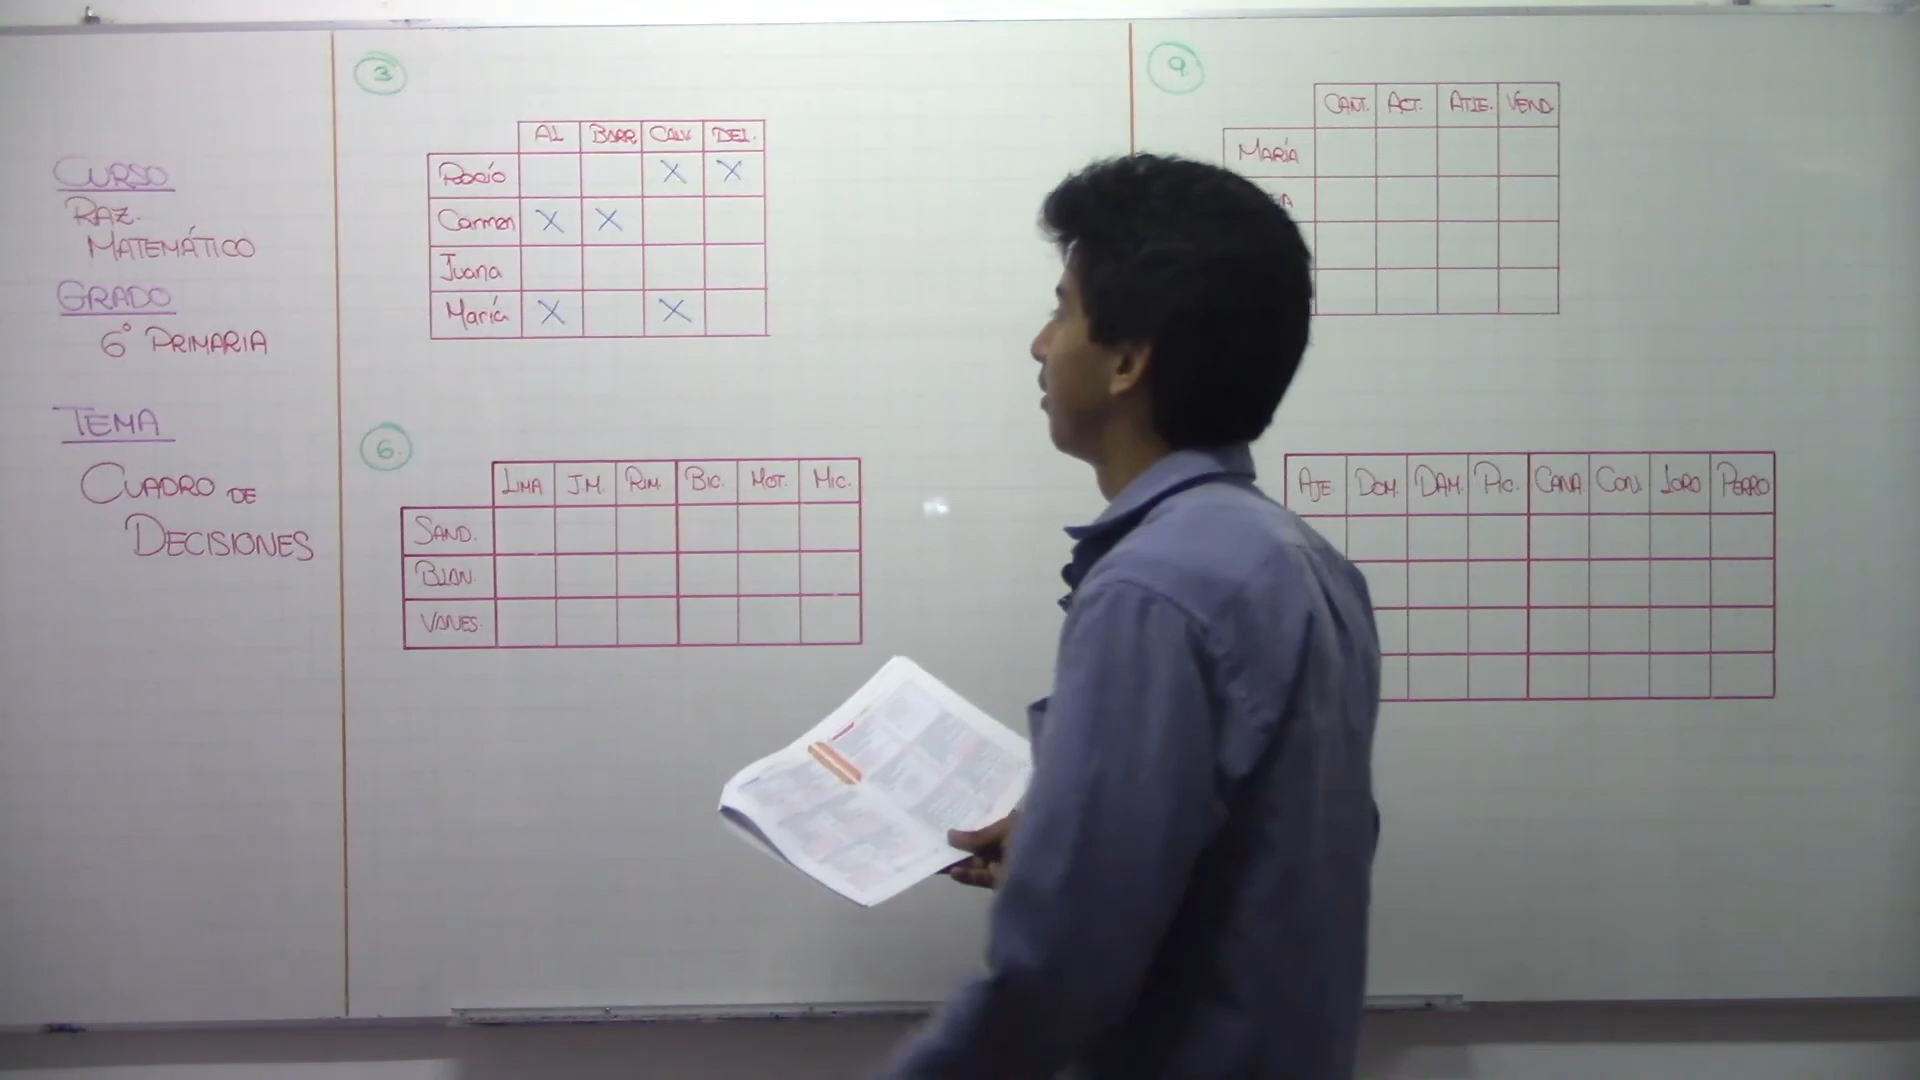 CURSO
RAZ.
MATEMÁTICO
GRADO
6° PRIMARIA
TEMA
CUADRO DE
DECISIONES
3
AL BARR CALV. DEL.
Rocío X X
Carmen X X
Juana
María X X
6.
LIMA J.M. RIM. BIC. MOT. MIC.
SAND.
BLAN.
VANES.
9
CANT. ACT. ATLE. VEND.
MARÍA
A
AJE. DOM. DAM. PIC. CANA. CON. LORO PERRO